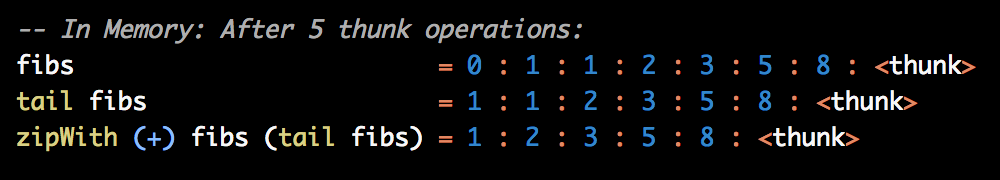 -- In Memory: After 5 thunk operations:
fibs = 0 : 1 : 1 : 2 : 3 : 5 : 8 : <thunk>
tail fibs = 1 : 1 : 2 : 3 : 5 : 8 : <thunk>
zipWith (+) fibs (tail fibs) = 1 : 2 : 3 : 5 : 8 : <thunk>